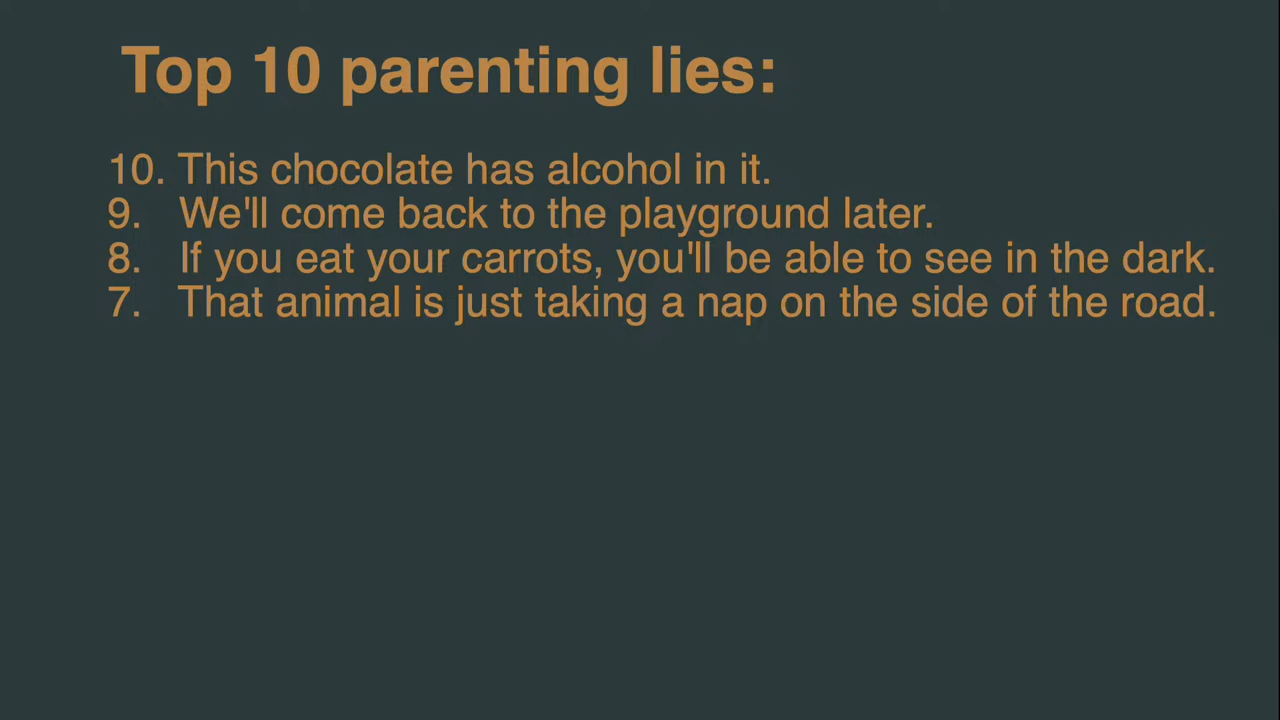 Top 10 parenting lies:
10. This chocolate has alcohol in it.
9. We'll come back to the playground later.
8. If you eat your carrots, you'll be able to see in the dark.
7. That animal is just taking a nap on the side of the road.